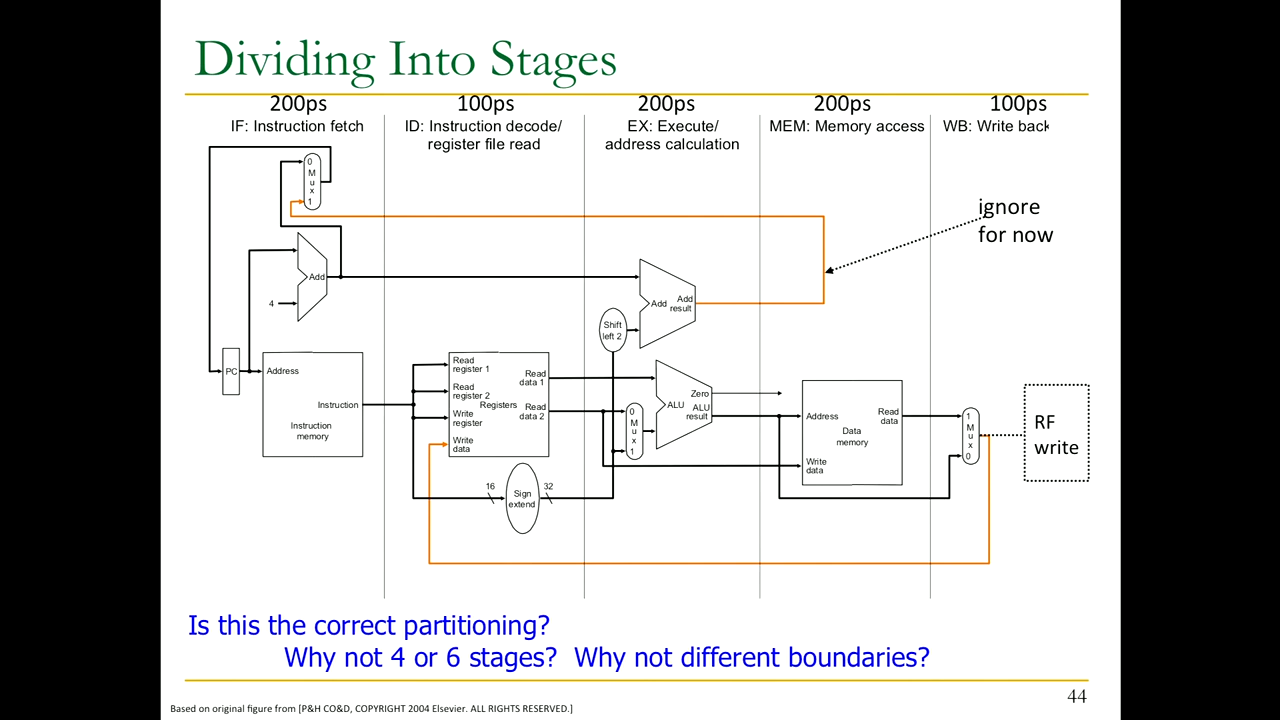 Dividing Into Stages
200ps
100ps
200ps
200ps
100ps
IF: Instruction fetch
ID: Instruction decode/
register file read
EX: Execute/
address calculation
MEM: Memory access
WB: Write back
0
M
u
x
1
ignore
for now
Add
4
Add
Add
result
Shift
left 2
PC
Address
Instruction
Instruction
memory
Read
register 1
Read
register 2
Write
register
Write
data
Registers
Read
data 1
Read
data 2
0
M
u
x
1
Zero
ALU
ALU
result
Address
Read
data
Data
memory
Write
data
1
M
u
x
0
RF
write
16
Sign
extend
32
Is this the correct partitioning?
Why not 4 or 6 stages? Why not different boundaries?
44
Based on original figure from [P&H CO&D, COPYRIGHT 2004 Elsevier. ALL RIGHTS RESERVED.]